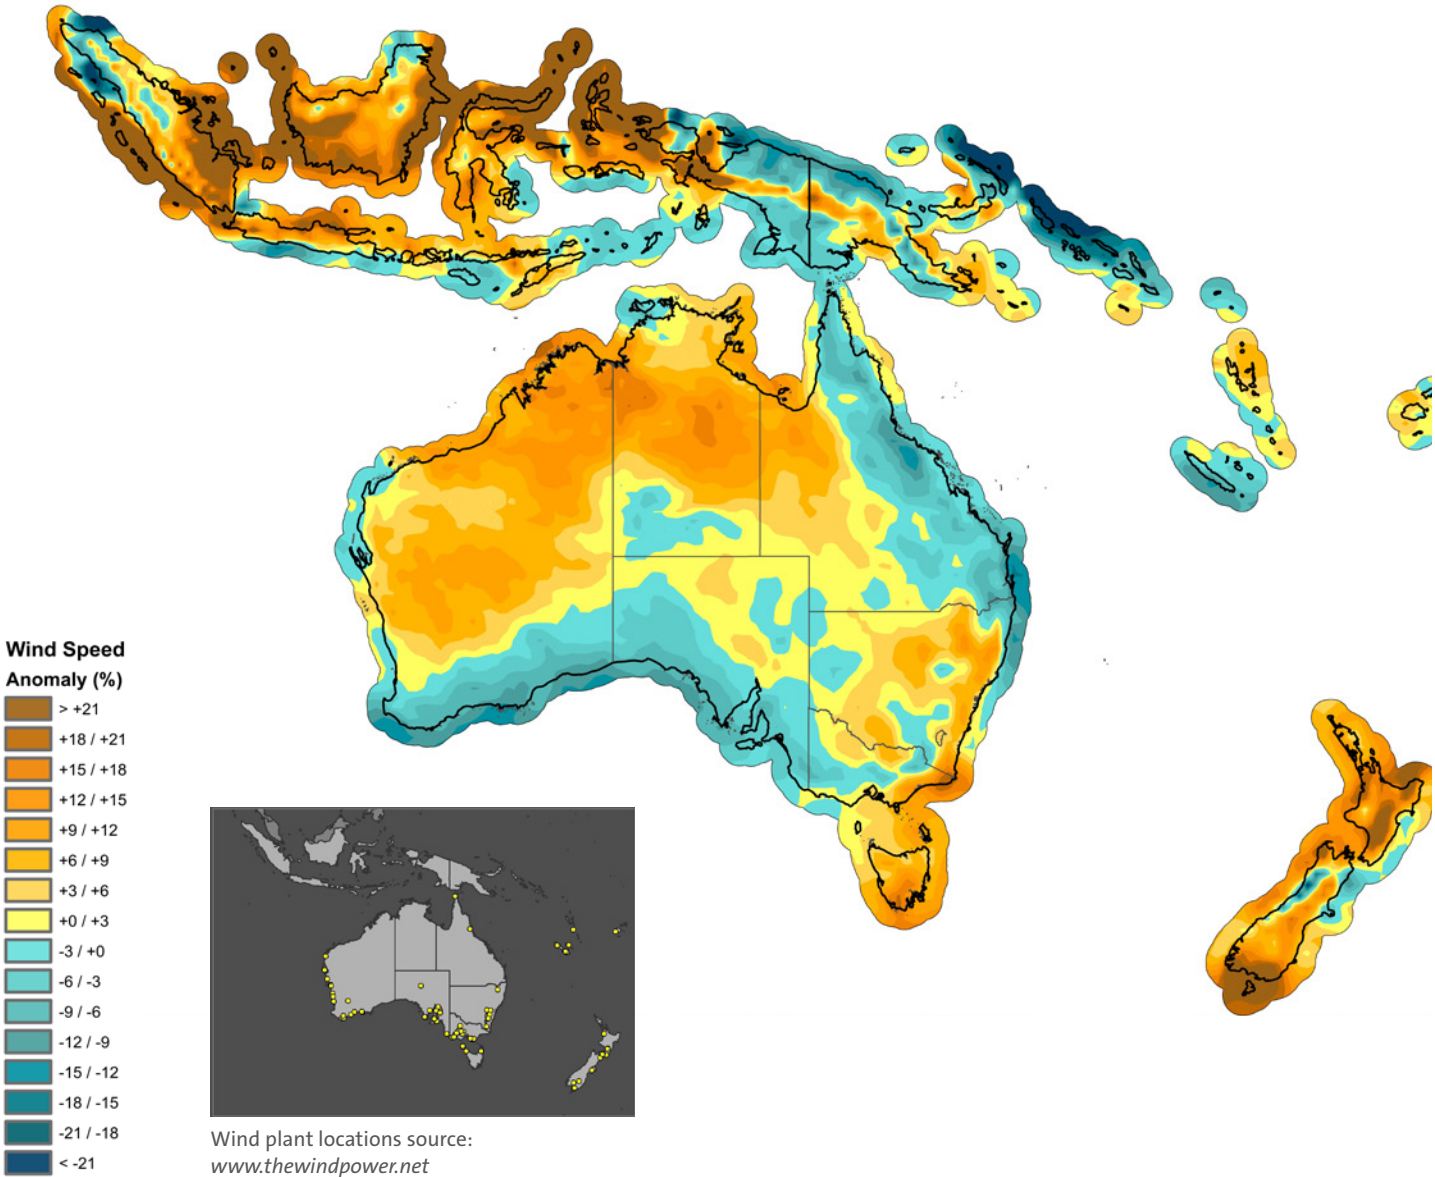 Wind Speed
Anomaly (%)
> +21
+18 / +21
+15 / +18
+12 / +15
+9 / +12
+6 / +9
+3 / +6
+0 / +3
-3 / +0
-6 / -3
-9 / -6
-12 / -9
-15 / -12
-18 / -15
-21 / -18
< -21
Wind plant locations source:
www.thewindpower.net